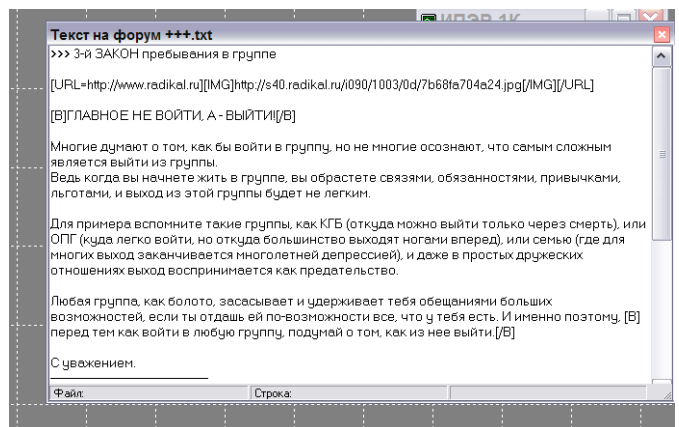 ИПЭВ 1К
Текст на форум +++.txt
>>> 3-й ЗАКОН пребывания в группе
[URL=http://www.radikal.ru][IMG]http://s40.radikal.ru/i090/1003/0d/7b68fa704a24.jpg[/IMG][/URL]
[B]ГЛАВНОЕ НЕ ВОЙТИ, А - ВЫЙТИ![/B]
Многие думают о том, как бы войти в группу, но не многие осознают, что самым сложным
является выйти из группы.
Ведь когда вы начнете жить в группе, вы обрастете связями, обязанностями, привычками,
льготами, и выход из этой группы будет не легким.
Для примера вспомните такие группы, как КГБ (откуда можно выйти только через смерть), или
ОПГ (куда легко войти, но откуда большинство выходят ногами вперед), или семью (где для
многих выход заканчивается многолетней депрессией), и даже в простых дружеских
отношениях выход воспринимается как предательство.
Любая группа, как болото, засасывает и удерживает тебя обещаниями больших
возможностей, если ты отдашь ей по-возможности все, что у тебя есть. И именно поэтому, [B]
перед тем как войти в любую группу, подумай о том, как из нее выйти.[/B]
С уважением.
Файл: Строка: